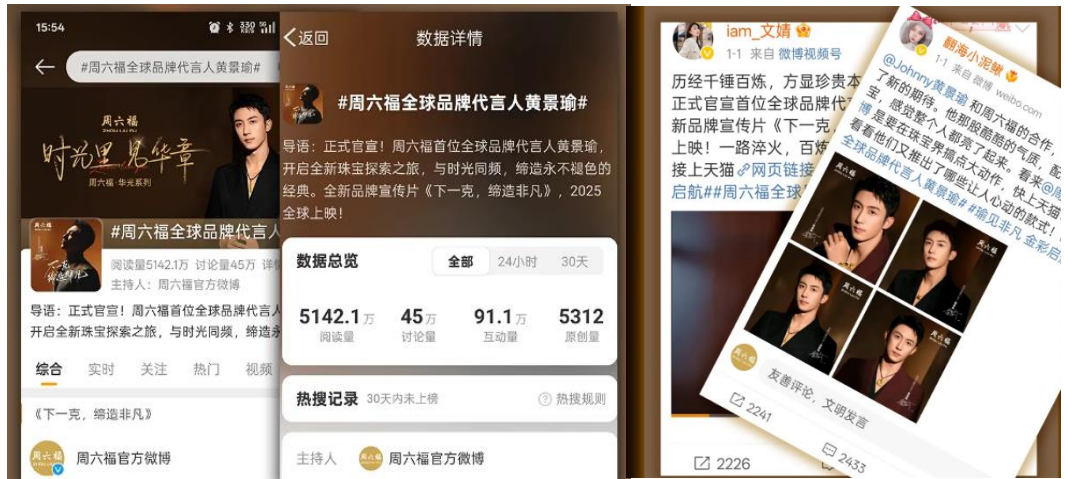 15:54
#周六福全球品牌代言人黄景瑜#
周六福
时光里 见华章
周六福·华光系列
#周六福全球品牌代言人
阅读量5142.1万 讨论量45万
主持人：周六福官方微博
导语：正式官宣！周六福首位全球品牌代言人
开启全新珠宝探索之旅，与时光同频，缔造永
综合 实时 关注 热门 视频
《下一克，缔造非凡》
周六福官方微博
返回
数据详情
#周六福全球品牌代言人黄景瑜#
导语：正式官宣！周六福首位全球品牌代言人黄景瑜，
开启全新珠宝探索之旅，与时光同频，缔造永不褪色的
经典。全新品牌宣传片《下一克，缔造非凡》，2025
全球上映！
数据总览
全部 24小时 30天
5142.1万 45万 91.1万 5312
阅读量 讨论量 互动量 原创量
热搜记录 30天内未上榜 热搜规则
主持人 周六福官方微博
iam_文婧
1-1 来自 微博视频号
历经千锤百炼，方显珍贵本
正式官宣首位全球品牌代
新品牌宣传片《下一克，
上映！一路淬火，百炼
接上天猫 网页链接
启航##周六福全球
2226
翻海小泥鳅
1-1 来自 微博 weibo.com
@Johnny黄景瑜 和周六福的合作，
了新的期待。他那股酷酷的气质，配
宝，感觉整个人都亮了起来。看来@周
博 是要在珠宝界搞点大动作，快上天猫
看看他们又推出了哪些让人心动的款式！
全球品牌代言人黄景瑜# #瑜见非凡 金彩启
周六福
周六福
周六福
周六福
友善评论，文明发言
2241
2433